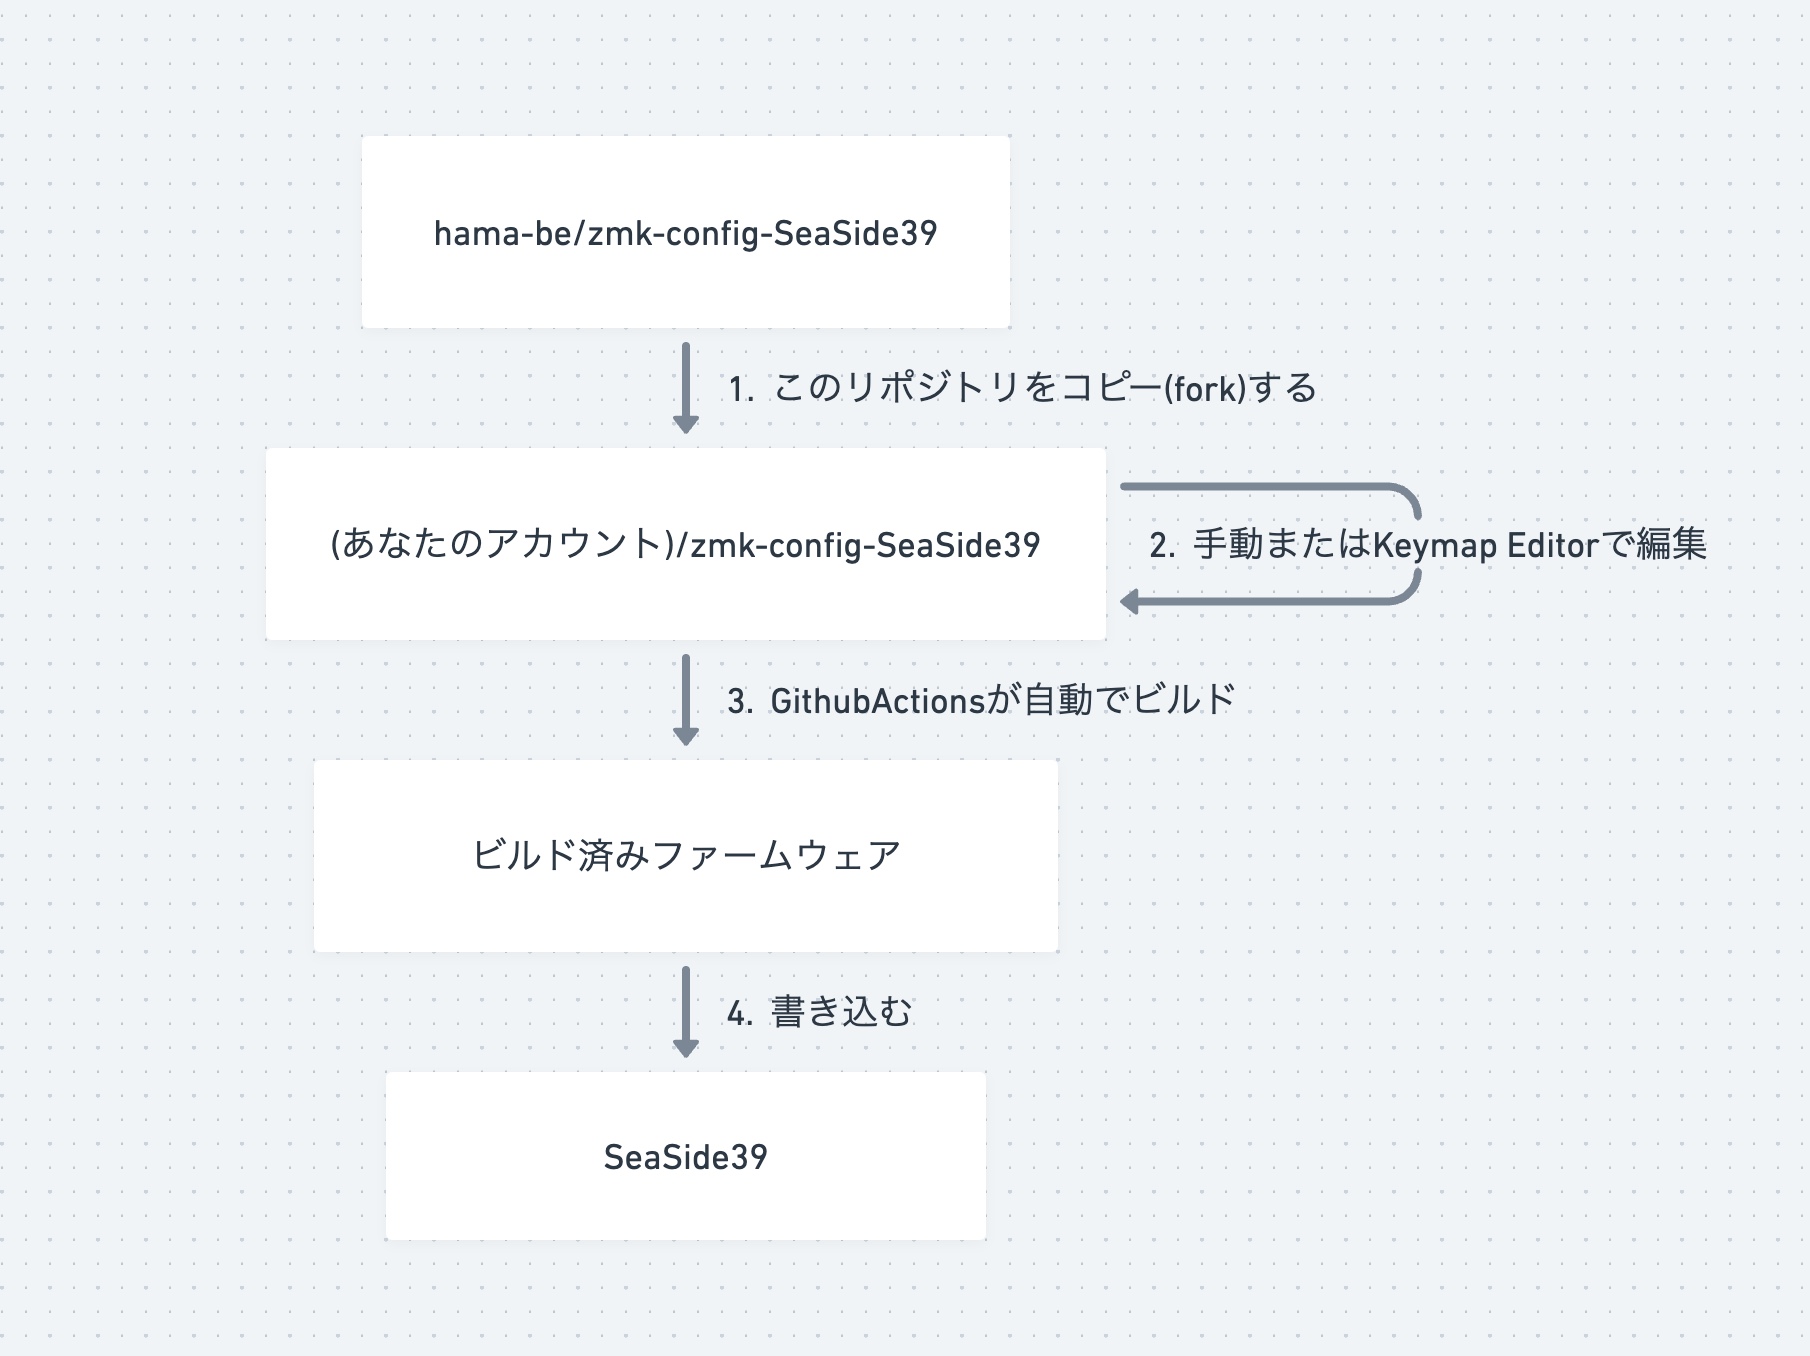 hama-be/zmk-config-SeaSide39
1. このリポジトリをコピー(fork)する
(あなたのアカウント)/zmk-config-SeaSide39
2. 手動またはKeymap Editorで編集
3. GithubActionsが自動でビルド
ビルド済みファームウェア
4. 書き込む
SeaSide39